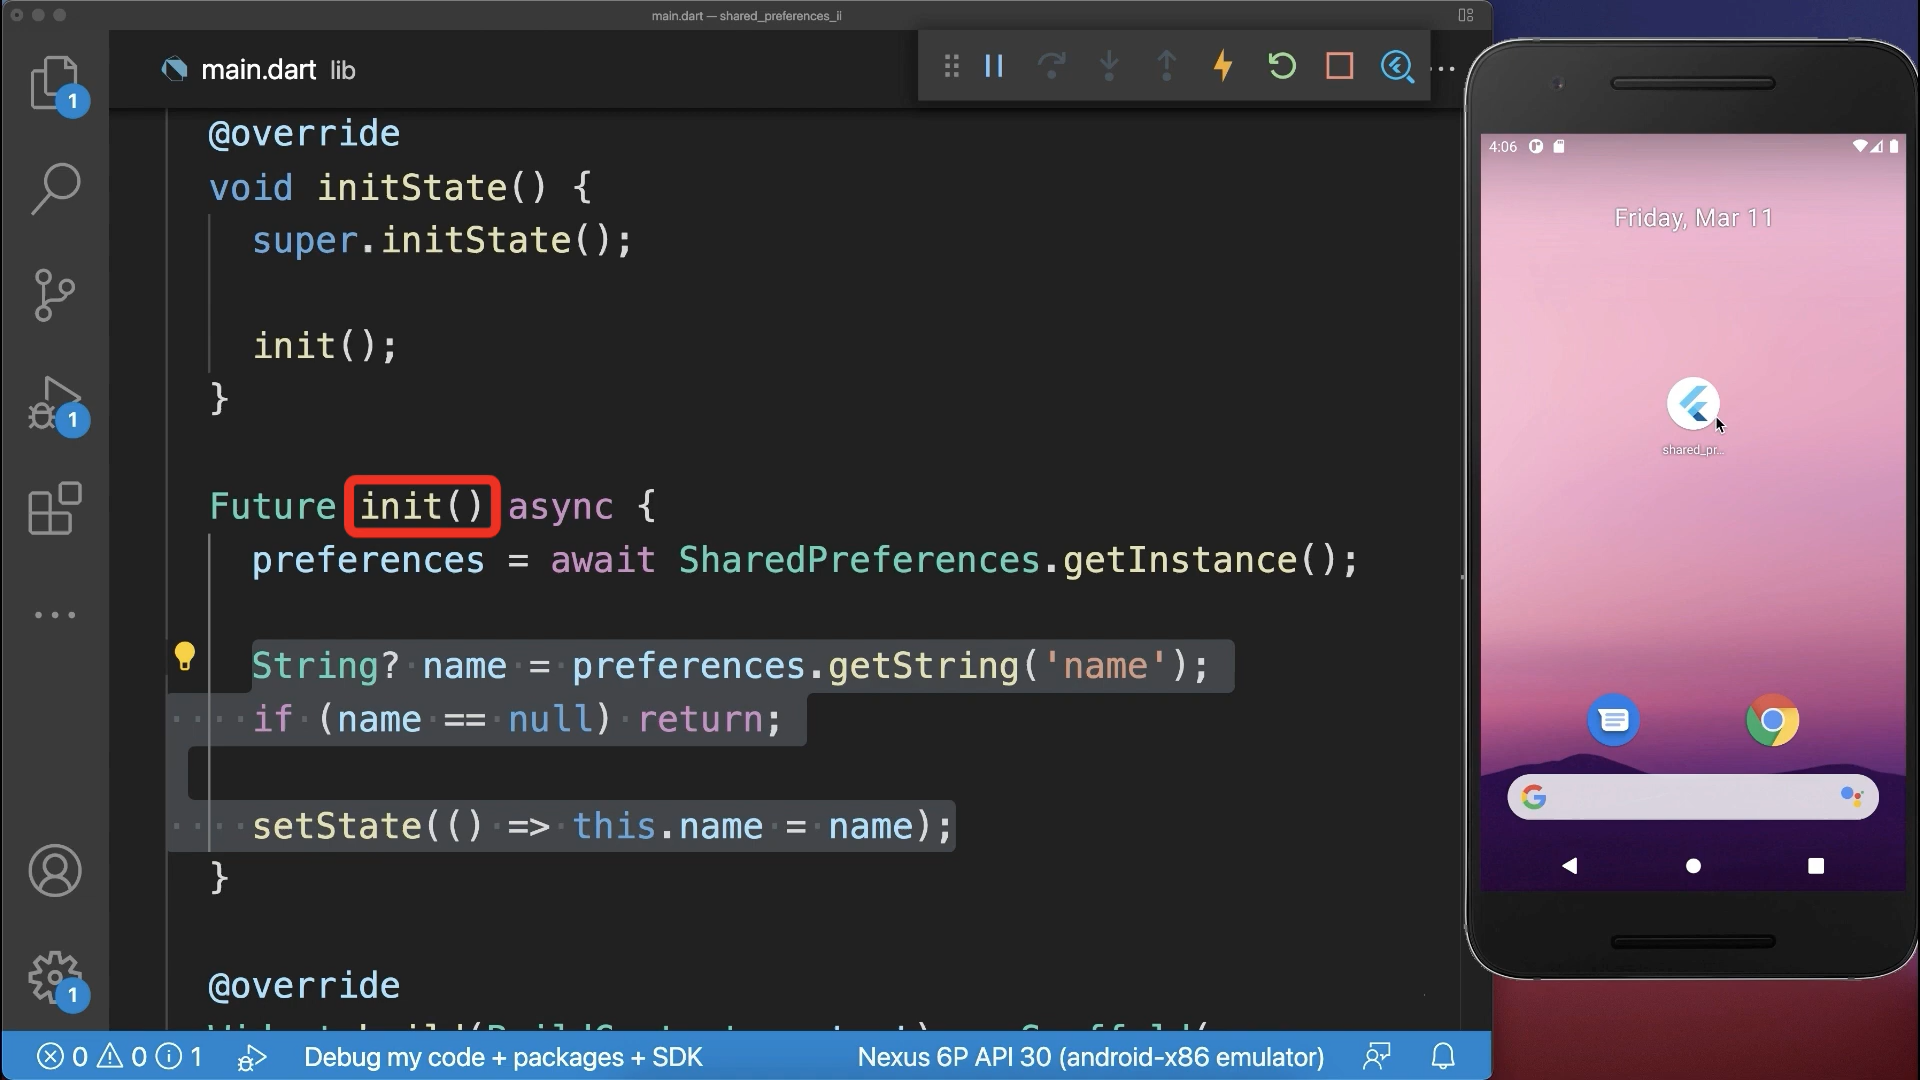 main.dart — shared_preferences_ii
main.dart lib
@override
void initState() {
super.initState();
init();
}
Future init() async {
preferences = await SharedPreferences.getInstance();
String? name = preferences.getString('name');
if (name == null) return;
setState(() => this.name = name);
}
@override
0 0 1 Debug my code + packages + SDK Nexus 6P API 30 (android-x86 emulator)
1
1
1
4:06
Friday, Mar 11
shared_pr...